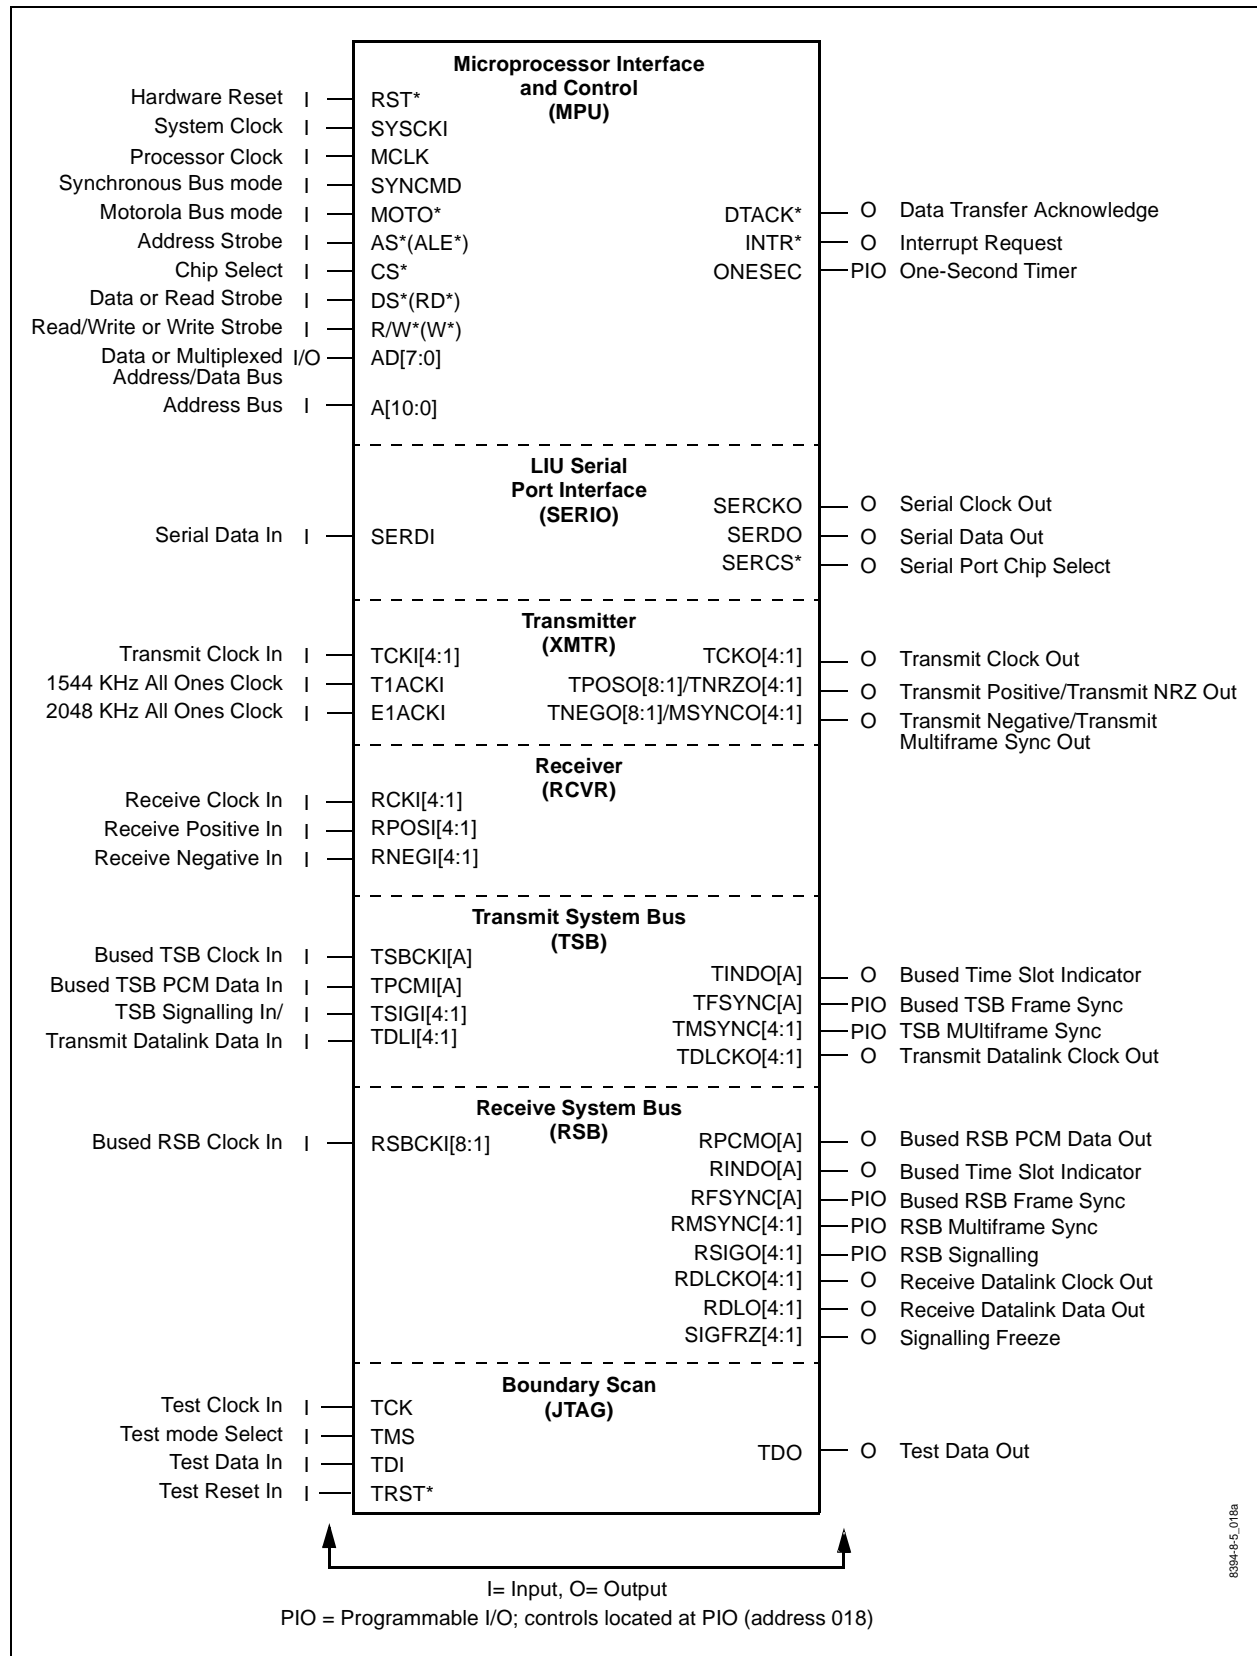 Microprocessor Interface
and Control
(MPU)
Hardware Reset I RST*
System Clock I SYSCKI
Processor Clock I MCLK
Synchronous Bus mode I SYNCMD
Motorola Bus mode I MOTO* DTACK* O Data Transfer Acknowledge
Address Strobe I AS*(ALE*) INTR* O Interrupt Request
Chip Select I CS* ONESEC PIO One-Second Timer
Data or Read Strobe I DS*(RD*)
Read/Write or Write Strobe I R/W*(W*)
Data or Multiplexed I/O AD[7:0]
Address/Data Bus
Address Bus I A[10:0]
LIU Serial
Port Interface
(SERIO)
SERCKO O Serial Clock Out
Serial Data In I SERDI SERDO O Serial Data Out
SERCS* O Serial Port Chip Select
Transmitter
(XMTR)
Transmit Clock In I TCKI[4:1] TCKO[4:1] O Transmit Clock Out
1544 KHz All Ones Clock I T1ACKI TPOSO[8:1]/TNRZO[4:1] O Transmit Positive/Transmit NRZ Out
2048 KHz All Ones Clock I E1ACKI TNEGO[8:1]/MSYNCO[4:1] O Transmit Negative/Transmit
Multiframe Sync Out
Receiver
(RCVR)
Receive Clock In I RCKI[4:1]
Receive Positive In I RPOSI[4:1]
Receive Negative In I RNEGI[4:1]
Transmit System Bus
(TSB)
Bused TSB Clock In I TSBCKI[A] TINDO[A] O Bused Time Slot Indicator
Bused TSB PCM Data In I TPCMI[A] TFSYNC[A] PIO Bused TSB Frame Sync
TSB Signalling In/ I TSIGI[4:1] TMSYNC[4:1] PIO TSB MUltiframe Sync
Transmit Datalink Data In I TDLI[4:1] TDLCKO[4:1] O Transmit Datalink Clock Out
Receive System Bus
(RSB)
Bused RSB Clock In I RSBCKI[8:1] RPCMO[A] O Bused RSB PCM Data Out
RINDO[A] O Bused Time Slot Indicator
RFSYNC[A] PIO Bused RSB Frame Sync
RMSYNC[4:1] PIO RSB Multiframe Sync
RSIGO[4:1] PIO RSB Signalling
RDLCKO[4:1] O Receive Datalink Clock Out
RDLO[4:1] O Receive Datalink Data Out
SIGFRZ[4:1] O Signalling Freeze
Boundary Scan
(JTAG)
Test Clock In I TCK
Test mode Select I TMS
Test Data In I TDI TDO O Test Data Out
Test Reset In I TRST*
I= Input, O= Output
PIO = Programmable I/O; controls located at PIO (address 018)
8394-8-5_018a